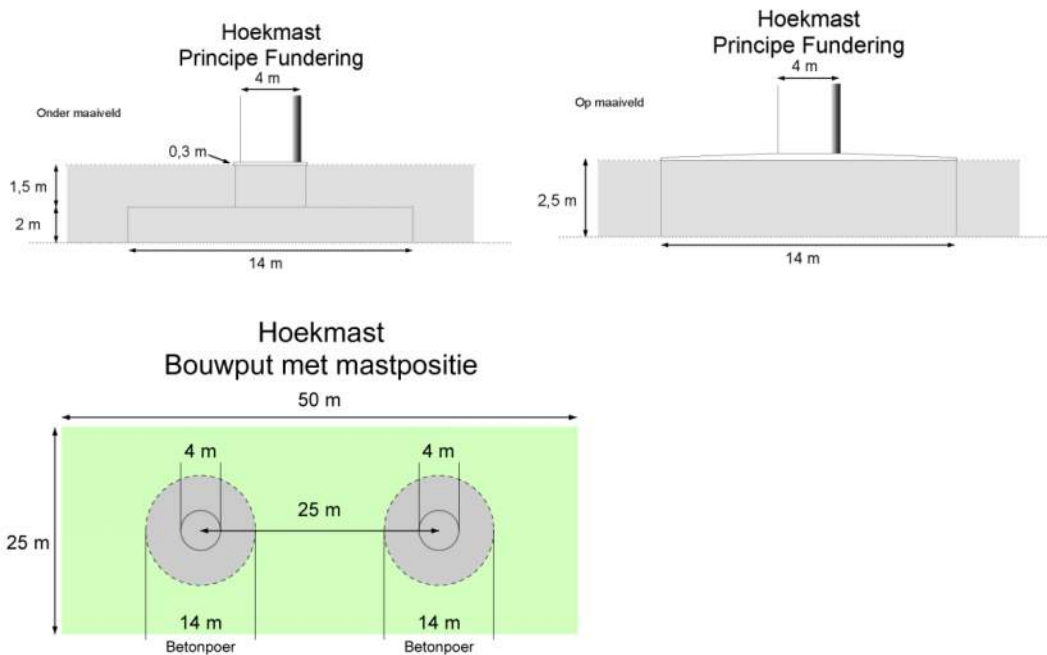 Hoekmast
Principe Fundering
4 m
Onder maaiveld
0,3 m
1,5 m
2 m
14 m
Hoekmast
Principe Fundering
4 m
Op maaiveld
2,5 m
14 m
Hoekmast
Bouwput met mastpositie
50 m
4 m
4 m
25 m
25 m
14 m
14 m
Betonpoer
Betonpoer